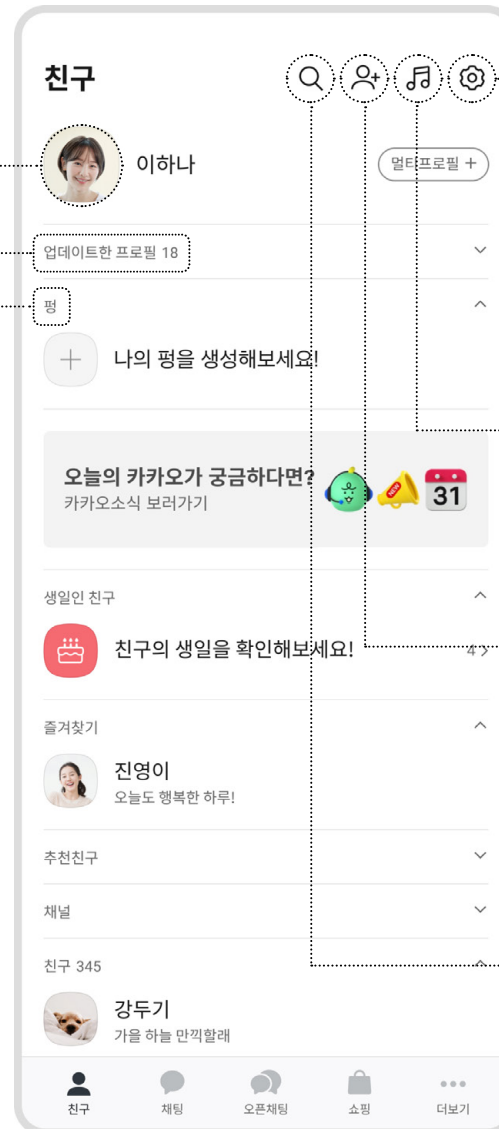 친구
이하나
멀티프로필 +
업데이트한 프로필 18
펑
나의 펑을 생성해보세요!
오늘의 카카오가 궁금하다면?
카카오소식 보러가기
NEW
31
생일인 친구
친구의 생일을 확인해보세요!
4 >
즐겨찾기
진영이
오늘도 행복한 하루!
추천친구
채널
친구 345
강두기
가을 하늘 만끽할래
친구
채팅
오픈채팅
쇼핑
더보기